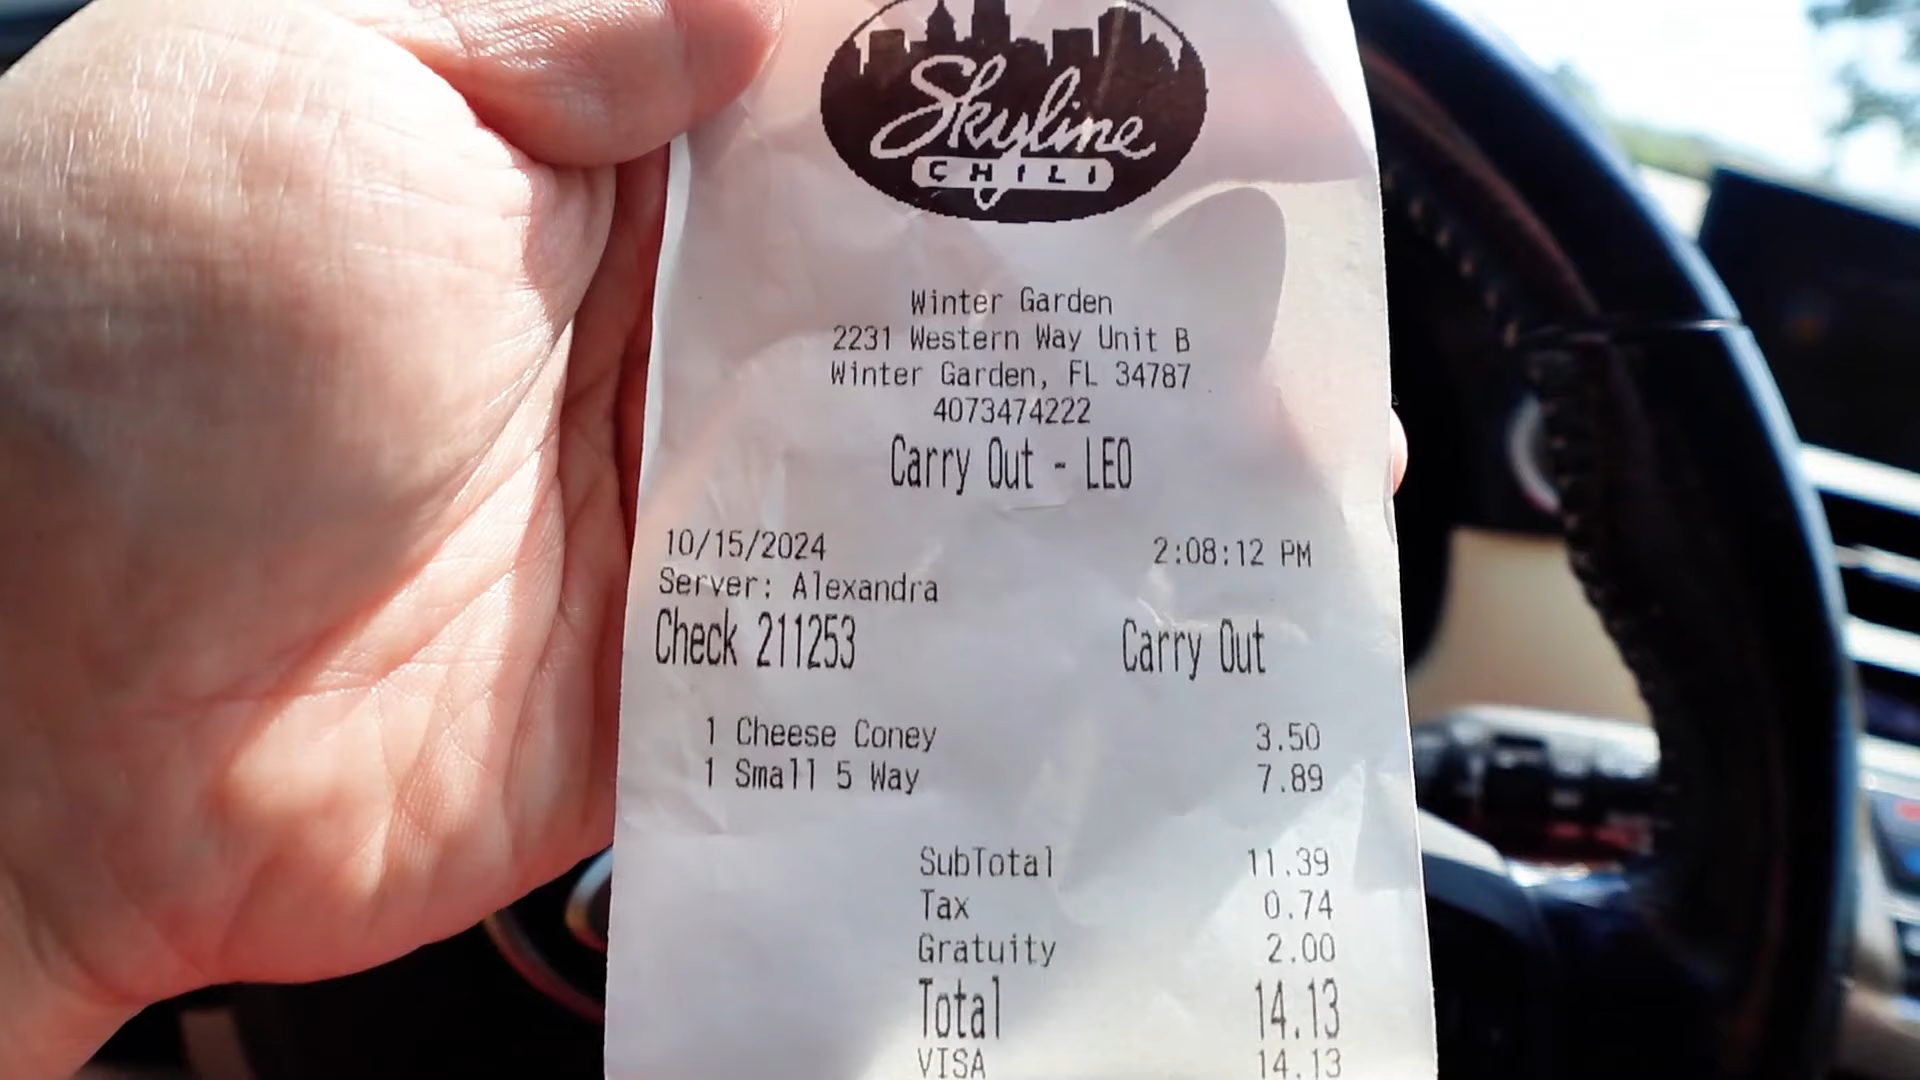 Skyline
CHILI
Winter Garden
2231 Western Way Unit B
Winter Garden, FL 34787
4073474222
Carry Out - LEO
10/15/2024 2:08:12 PM
Server: Alexandra
Check 211253 Carry Out
1 Cheese Coney 3.50
1 Small 5 Way 7.89
SubTotal 11.39
Tax 0.74
Gratuity 2.00
Total 14.13
VISA 14.13